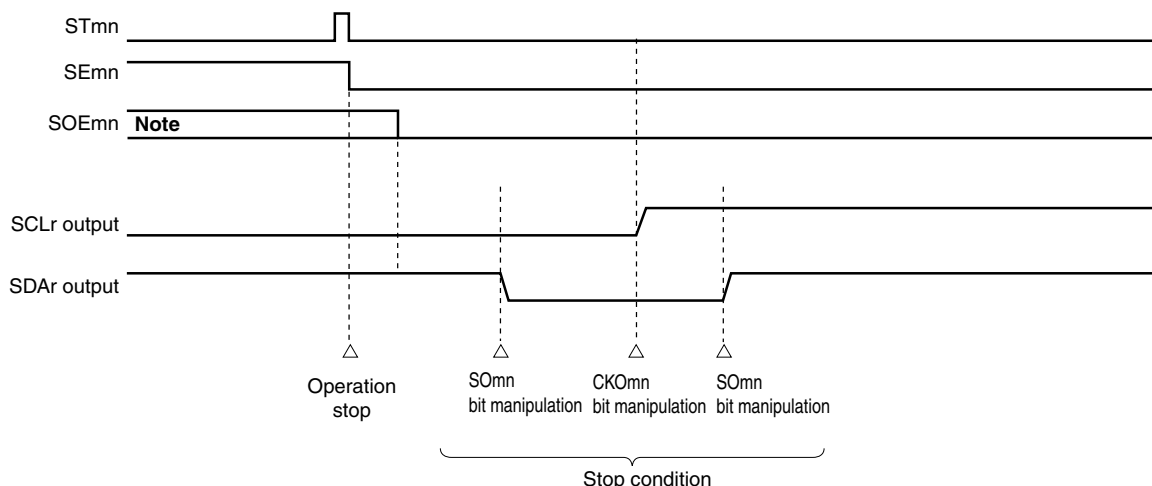 STmn
SEmn
SOEmn Note
SCLr output
SDAr output
Operation
stop
SOmn
bit manipulation
CKOmn
bit manipulation
SOmn
bit manipulation
Stop condition